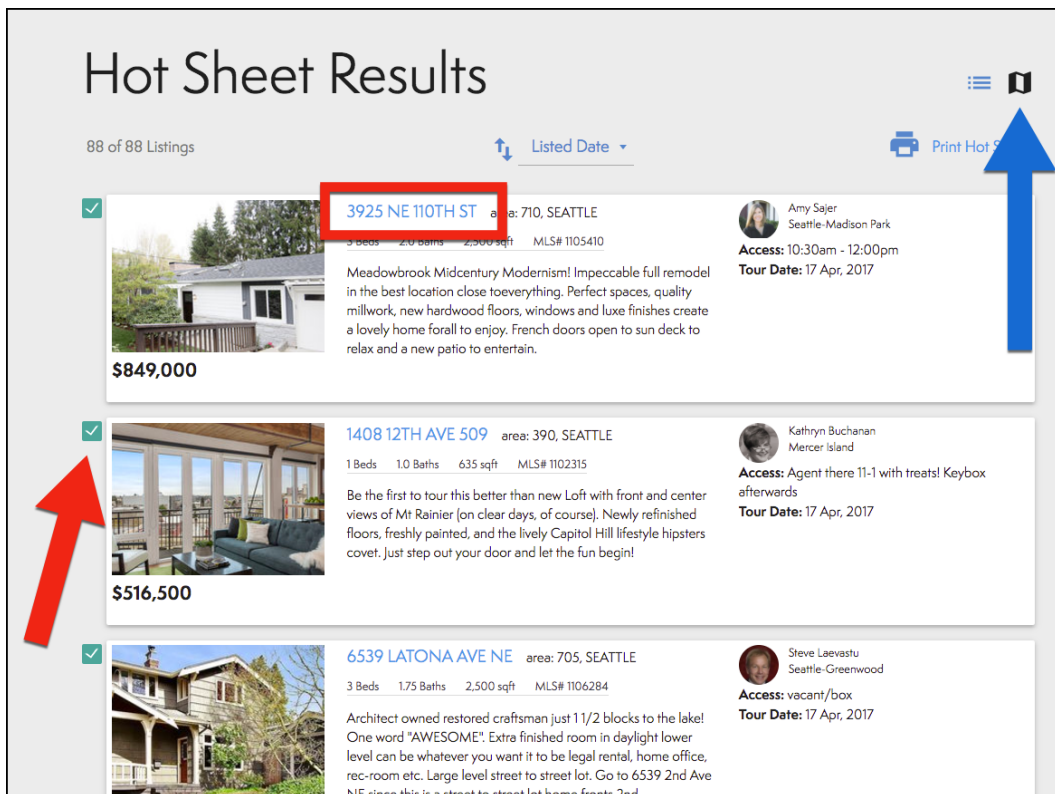 Hot Sheet Results
88 of 88 Listings
Listed Date
Print Hot
3925 NE 110TH ST area: 710, SEATTLE
3 Beds 2.0 Baths 2,500 sqft MLS# 1105410
Meadowbrook Midcentury Modernism! Impeccable full remodel
in the best location close toeverything. Perfect spaces, quality
millwork, new hardwood floors, windows and luxe finishes create
a lovely home forall to enjoy. French doors open to sun deck to
relax and a new patio to entertain.
$849,000
Amy Sajer
Seattle-Madison Park
Access: 10:30am - 12:00pm
Tour Date: 17 Apr, 2017
1408 12TH AVE 509 area: 390, SEATTLE
1 Beds 1.0 Baths 635 sqft MLS# 1102315
Be the first to tour this better than new Loft with front and center
views of Mt Rainier (on clear days, of course). Newly refinished
floors, freshly painted, and the lively Capitol Hill lifestyle hipsters
covet. Just step out your door and let the fun begin!
$516,500
Kathryn Buchanan
Mercer Island
Access: Agent there 11-1 with treats! Keybox
afterwards
Tour Date: 17 Apr, 2017
6539 LATONA AVE NE area: 705, SEATTLE
3 Beds 1.75 Baths 2,500 sqft MLS# 1106284
Architect owned restored craftsman just 1 1/2 blocks to the lake!
One word "AWESOME". Extra finished room in daylight lower
level can be whatever you want it to be legal rental, home office,
rec-room etc. Large level street to street lot. Go to 6539 2nd Ave
NE since this is a street to street lot home fronts 2nd
Steve Laevastu
Seattle-Greenwood
Access: vacant/box
Tour Date: 17 Apr, 2017